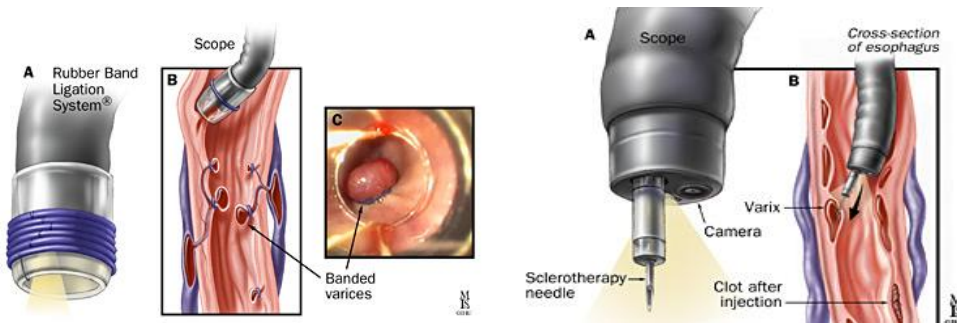 Scope
A Rubber Band
Ligation
System®
B
C
Banded
varices
A
Scope
Cross-section
of esophagus
B
Varix
Camera
Sclerotherapy
needle
Clot after
injection